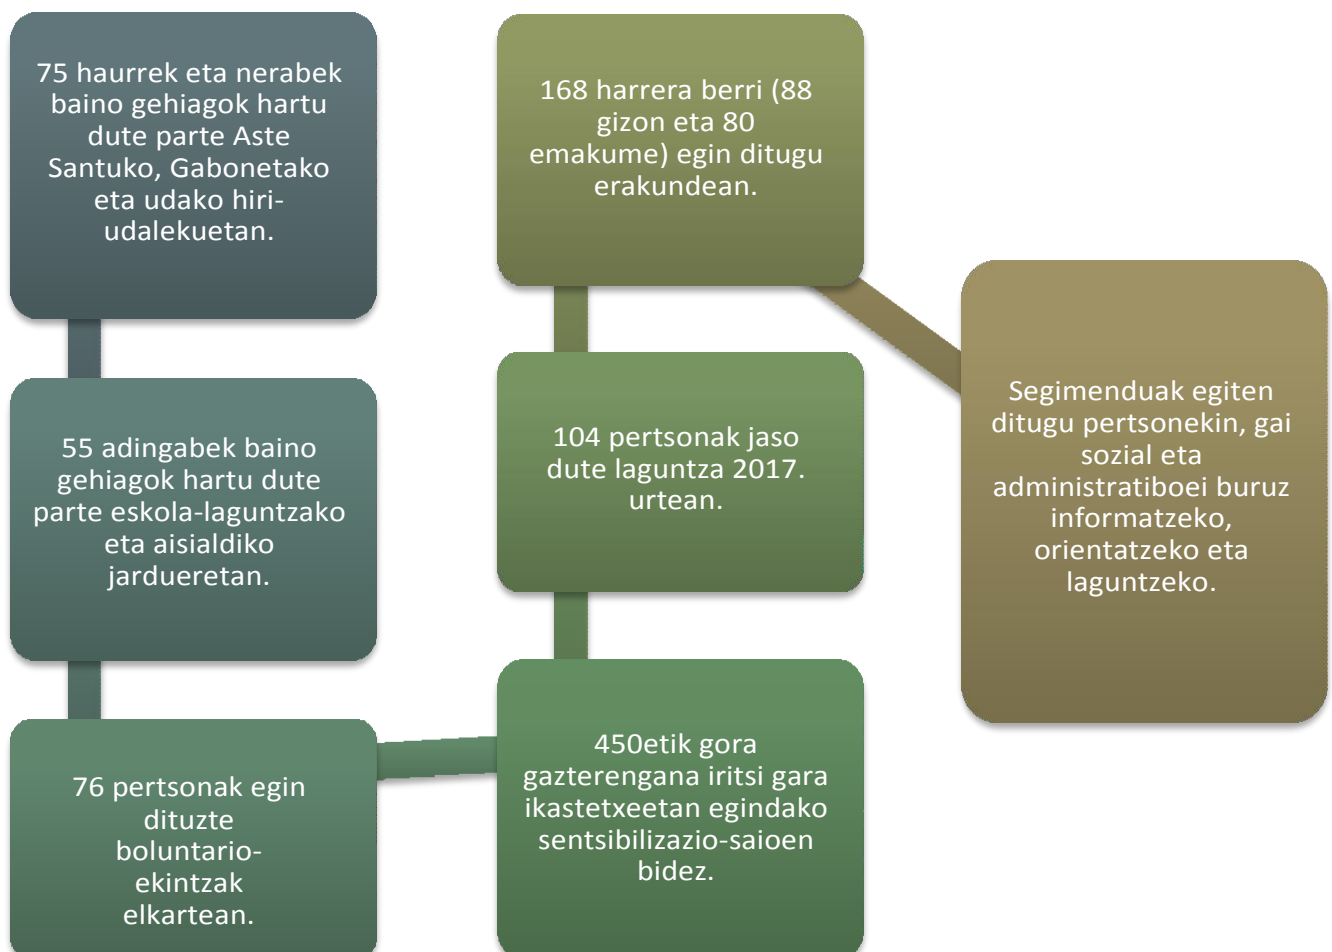 75 haurrek eta nerabek
baino gehiagok hartu
dute parte Aste
Santuko, Gabonetako
eta udako hiri-
udalekuetan.
55 adingabek baino
gehiagok hartu dute
parte eskola-laguntzako
eta aisialdiko
jardueretan.
76 pertsonak egin
dituzte
boluntario-
ekintzak
elkartean.
450etik gora
gazterengana iritsi gara
ikastetxeetan egindako
sentsibilizazio-saioen
bidez.
104 pertsonak jaso
dute laguntza 2017.
urtean.
168 harrera berri (88
gizon eta 80
emakume) egin ditugu
erakundean.
Segimenduak egiten
ditugu pertsonekin, gai
sozial eta
administratiboei buruz
informatzeko,
orientatzeko eta
laguntzeko.